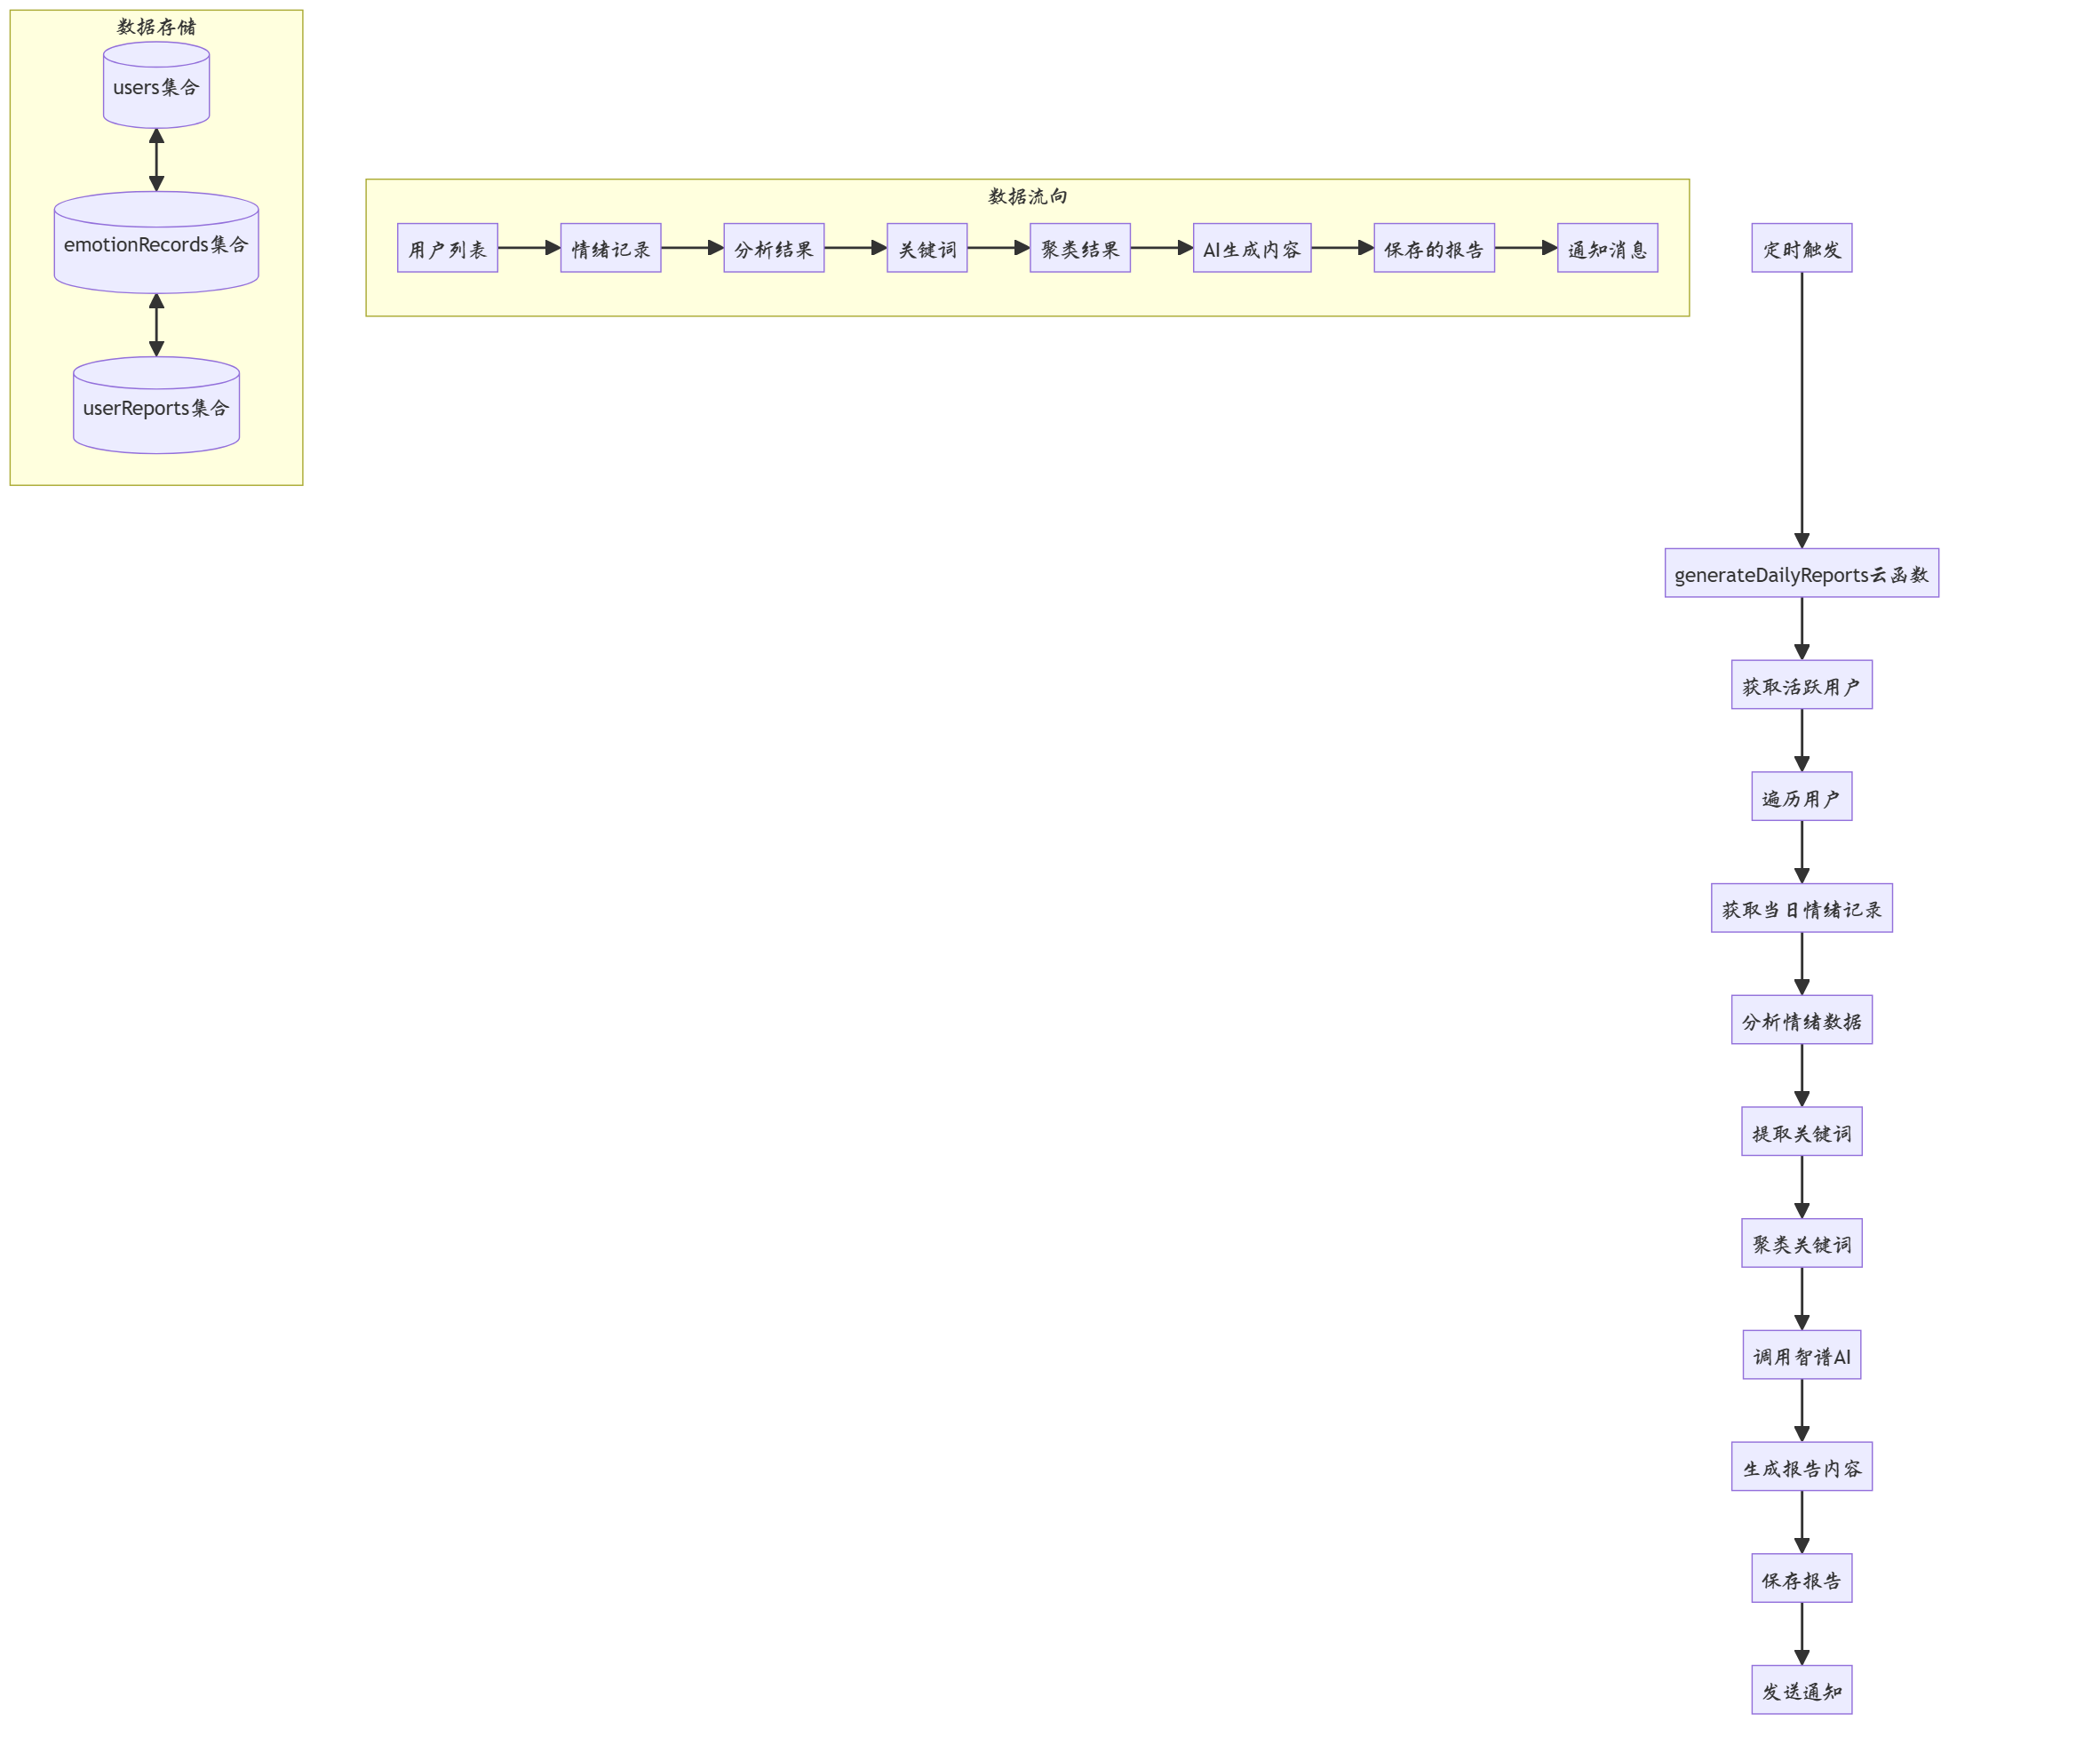 数据存储
users集合
emotionRecords集合
userReports集合
数据流向
用户列表
情绪记录
分析结果
关键词
聚类结果
AI生成内容
保存的报告
通知消息
定时触发
generateDailyReports云函数
获取活跃用户
遍历用户
获取当日情绪记录
分析情绪数据
提取关键词
聚类关键词
调用智谱AI
生成报告内容
保存报告
发送通知